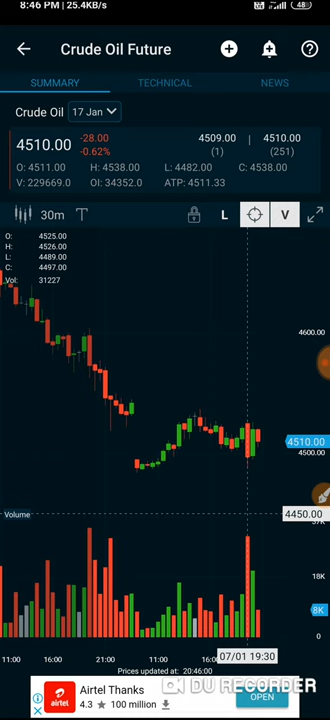 8:46 PM | 25.4KB/s 48
Crude Oil Future
SUMMARY TECHNICAL NEWS
Crude Oil 17 Jan
4510.00 -28.00 -0.62% 4509.00 (1) | 4510.00 (251)
O: 4511.00 H: 4538.00 L: 4482.00 C: 4538.00
V: 229669.0 OI: 34352.0 ATP: 4511.33
30m T L V
O: 4525.00
H: 4526.00
L: 4489.00
C: 4497.00
Vol: 31227
4600.00
4510.00
4500.00
4450.00
Volume 37K
18K
8K
0
11:00 16:00 21:00 11:00 16:00 07/01 19:30
Prices updated at: 20:46:00
DU RECORDER
Airtel Thanks
4.3 ★ 100 million
airtel
OPEN